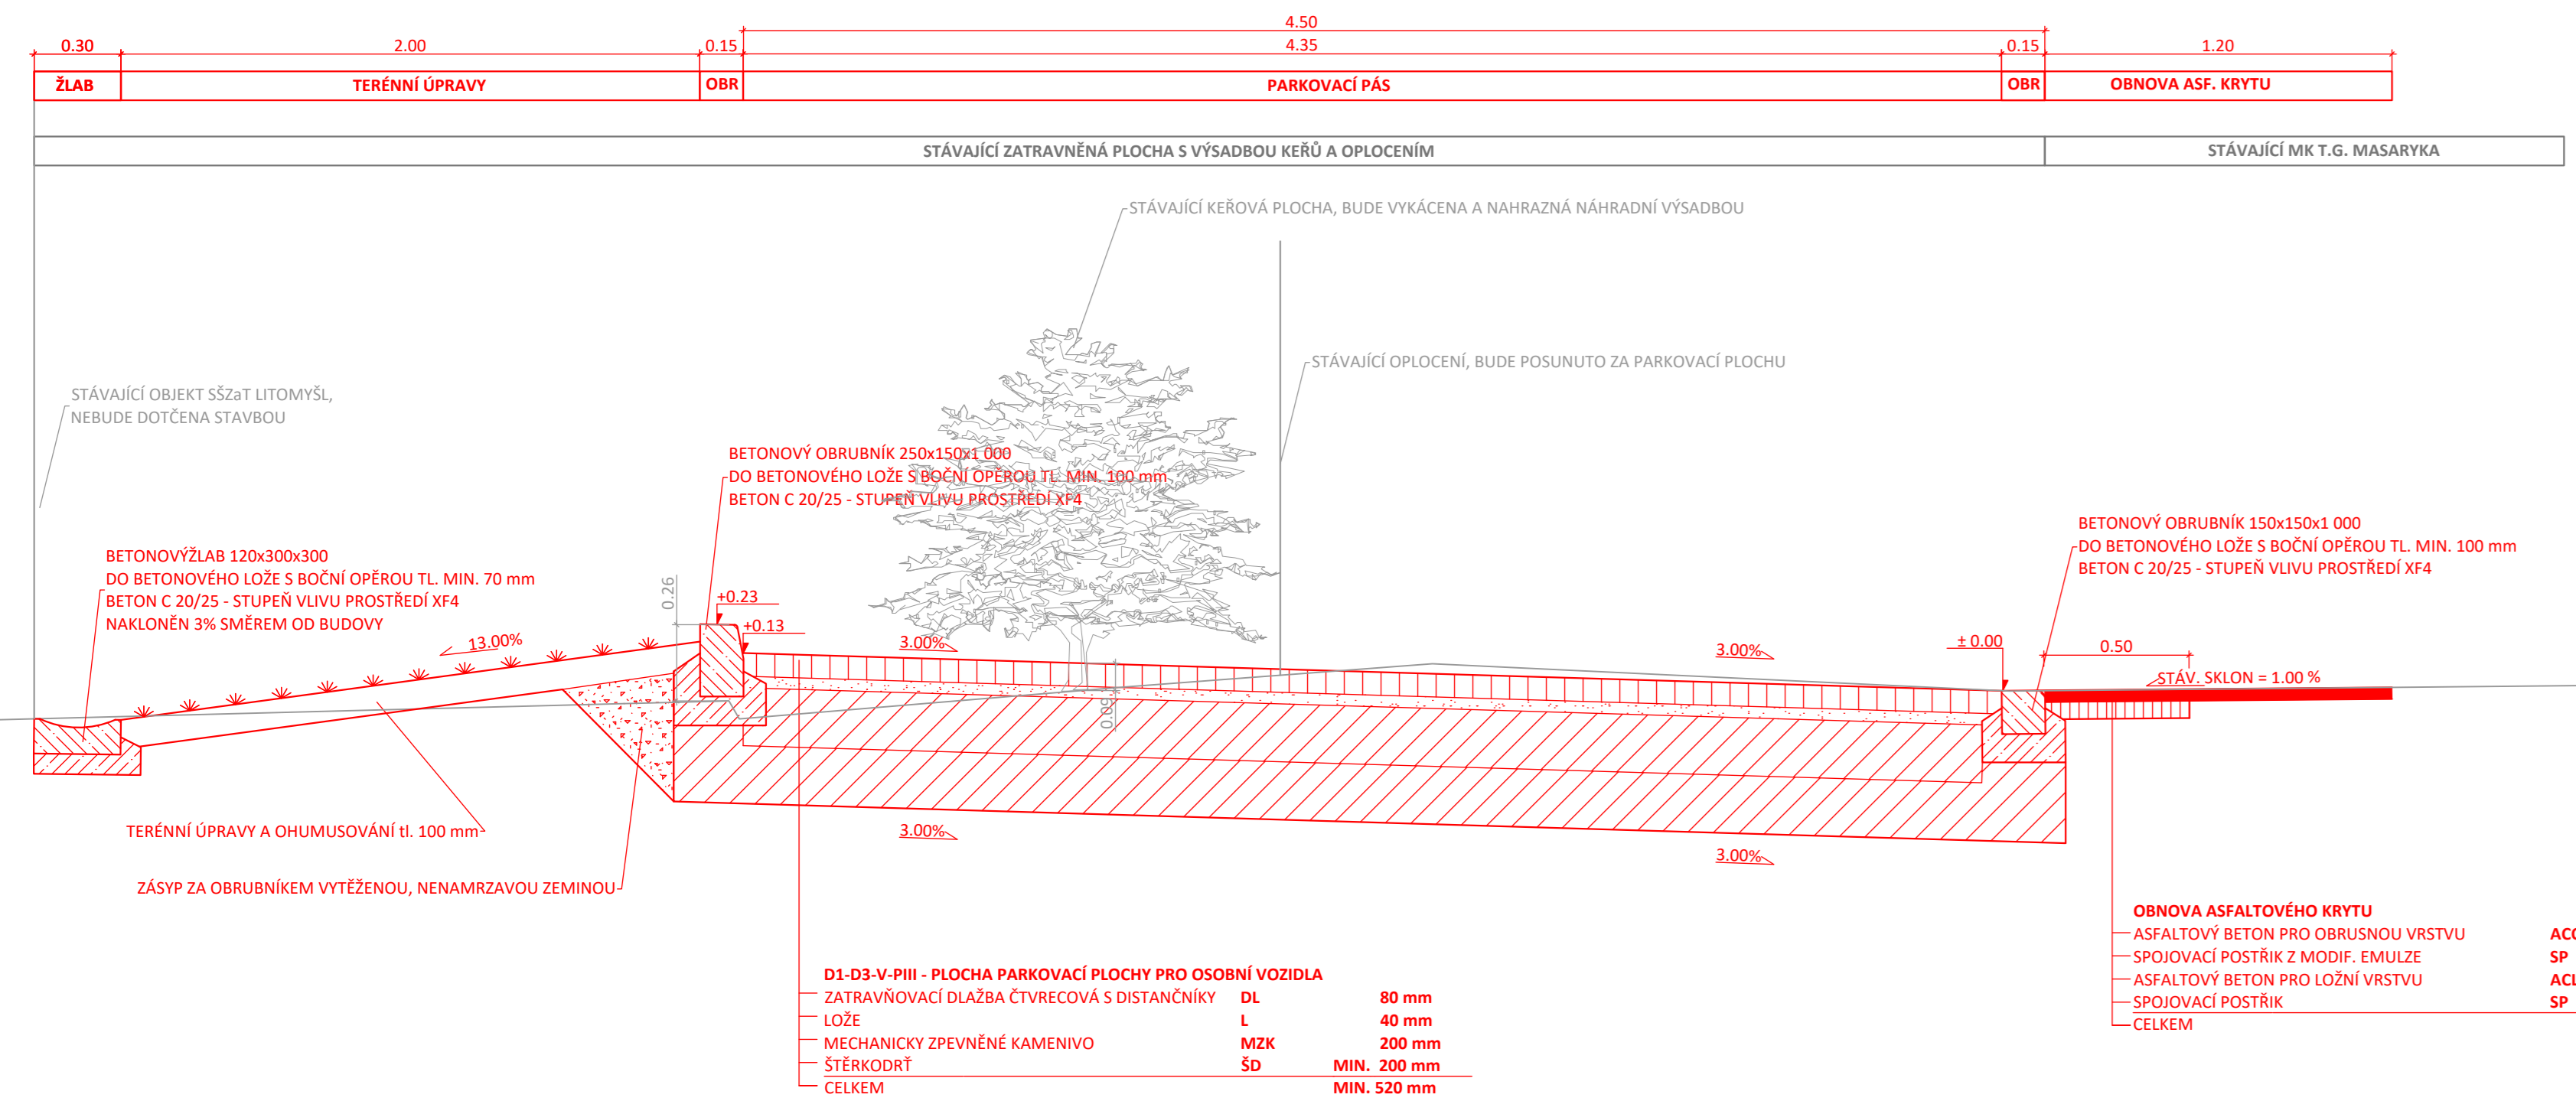 4.50
0.30 2.00 0.15 4.35 0.15 1.20
ŽLAB TERÉNNÍ ÚPRAVY OBR PARKOVACÍ PÁS OBR OBNOVA ASF. KRYTU
STÁVAJÍCÍ ZATRAVNĚNÁ PLOCHA S VÝSADBOU KEŘŮ A OPLOCENÍM STÁVAJÍCÍ MK T.G. MASARYKA
STÁVAJÍCÍ KEŘOVÁ PLOCHA, BUDE VYKÁCENA A NAHRAZNÁ NÁHRADNÍ VÝSADBOU
STÁVAJÍCÍ OPLOCENÍ, BUDE POSUNUTO ZA PARKOVACÍ PLOCHU
STÁVAJÍCÍ OBJEKT SŠZaT LITOMYŠL,
NEBUDE DOTČENA STAVBOU
BETONOVÝ OBRUBNÍK 250x150x1 000
DO BETONOVÉHO LOŽE S BOČNÍ OPĚROU TL. MIN. 100 mm
BETON C 20/25 - STUPEŇ VLIVU PROSTŘEDÍ XF4
BETONOVÝ OBRUBNÍK 150x150x1 000
DO BETONOVÉHO LOŽE S BOČNÍ OPĚROU TL. MIN. 100 mm
BETON C 20/25 - STUPEŇ VLIVU PROSTŘEDÍ XF4
BETONOVÝŽLAB 120x300x300
DO BETONOVÉHO LOŽE S BOČNÍ OPĚROU TL. MIN. 70 mm
BETON C 20/25 - STUPEŇ VLIVU PROSTŘEDÍ XF4
NAKLONĚN 3% SMĚREM OD BUDOVY
0.26
+0.23
+0.13
13.00%
3.00%
3.00%
± 0.00
0.50
STÁV. SKLON = 1.00 %
0.09
TERÉNNÍ ÚPRAVY A OHUMUSOVÁNÍ tl. 100 mm
3.00%
3.00%
ZÁSYP ZA OBRUBNÍKEM VYTĚŽENOU, NENAMRZAVOU ZEMINOU
D1-D3-V-PIII - PLOCHA PARKOVACÍ PLOCHY PRO OSOBNÍ VOZIDLA
ZATRAVŇOVACÍ DLAŽBA ČTVRECOVÁ S DISTANČNÍKY DL 80 mm
LOŽE L 40 mm
MECHANICKY ZPEVNĚNÉ KAMENIVO MZK 200 mm
ŠTĚRKODRŤ ŠD MIN. 200 mm
CELKEM MIN. 520 mm
OBNOVA ASFALTOVÉHO KRYTU
ASFALTOVÝ BETON PRO OBRUSNOU VRSTVU
SPOJOVACÍ POSTŘIK Z MODIF. EMULZE SP
ASFALTOVÝ BETON PRO LOŽNÍ VRSTVU
SPOJOVACÍ POSTŘIK SP
CELKEM